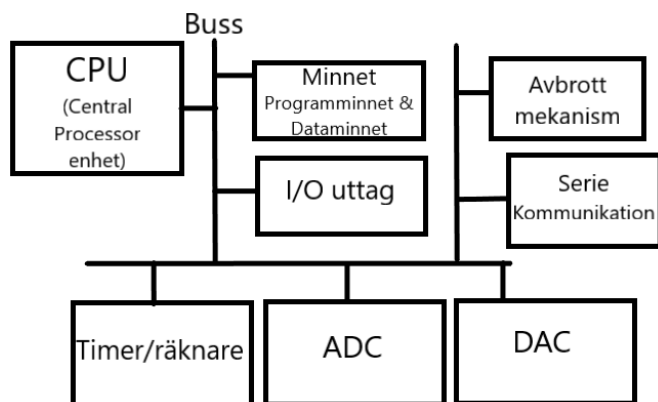 Buss
CPU
(Central
Processor
enhet)
Minnet
Programminnet &
Dataminnet
I/O uttag
Avbrott
mekanism
Serie
Kommunikation
Timer/räknare
ADC
DAC